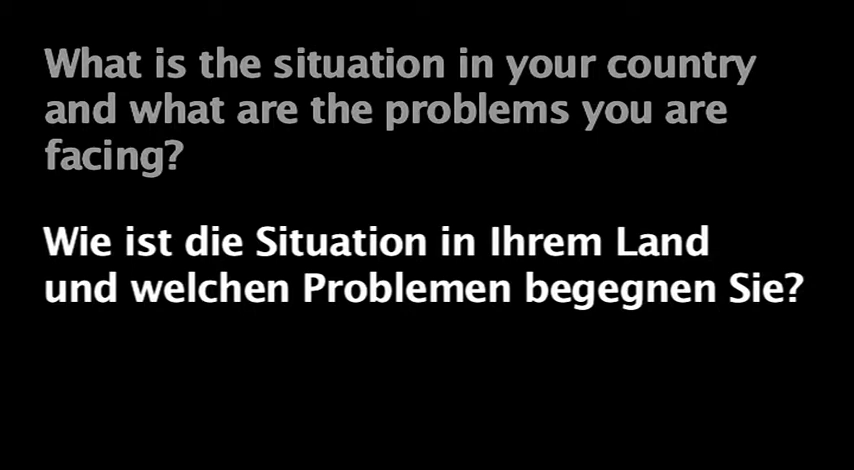 What is the situation in your country
and what are the problems you are
facing?
Wie ist die Situation in Ihrem Land
und welchen Problemen begegnen Sie?